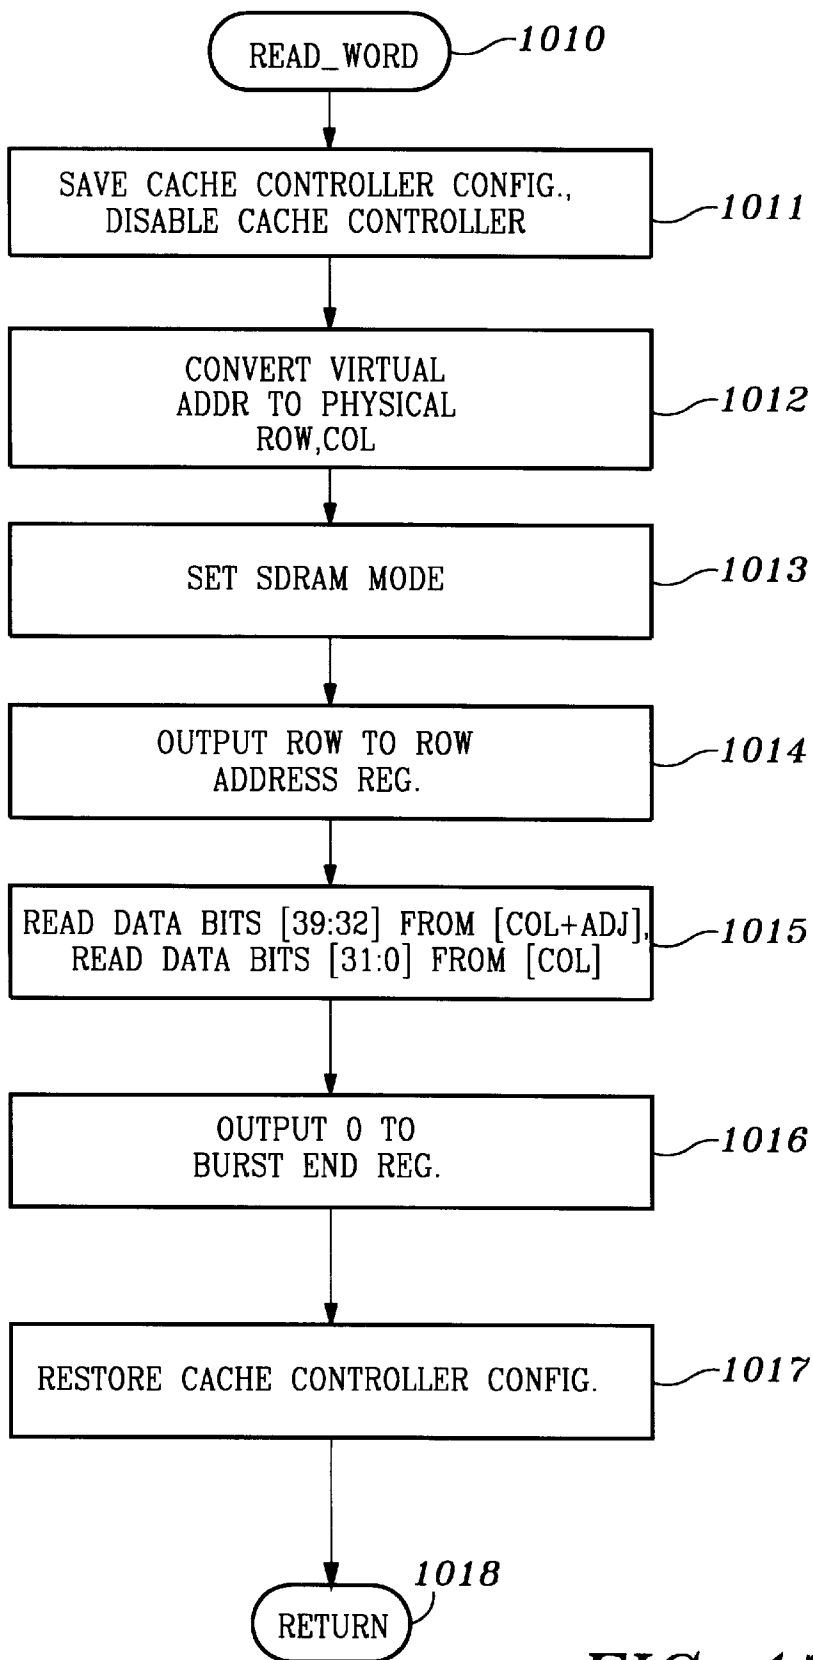 READ_WORD
1010
SAVE CACHE CONTROLLER CONFIG.,
DISABLE CACHE CONTROLLER
1011
CONVERT VIRTUAL
ADDR TO PHYSICAL
ROW,COL
1012
SET SDRAM MODE
1013
OUTPUT ROW TO ROW
ADDRESS REG.
1014
READ DATA BITS [39:32] FROM [COL+ADJ],
READ DATA BITS [31:0] FROM [COL]
1015
OUTPUT 0 TO
BURST END REG.
1016
RESTORE CACHE CONTROLLER CONFIG.
1017
1018
RETURN